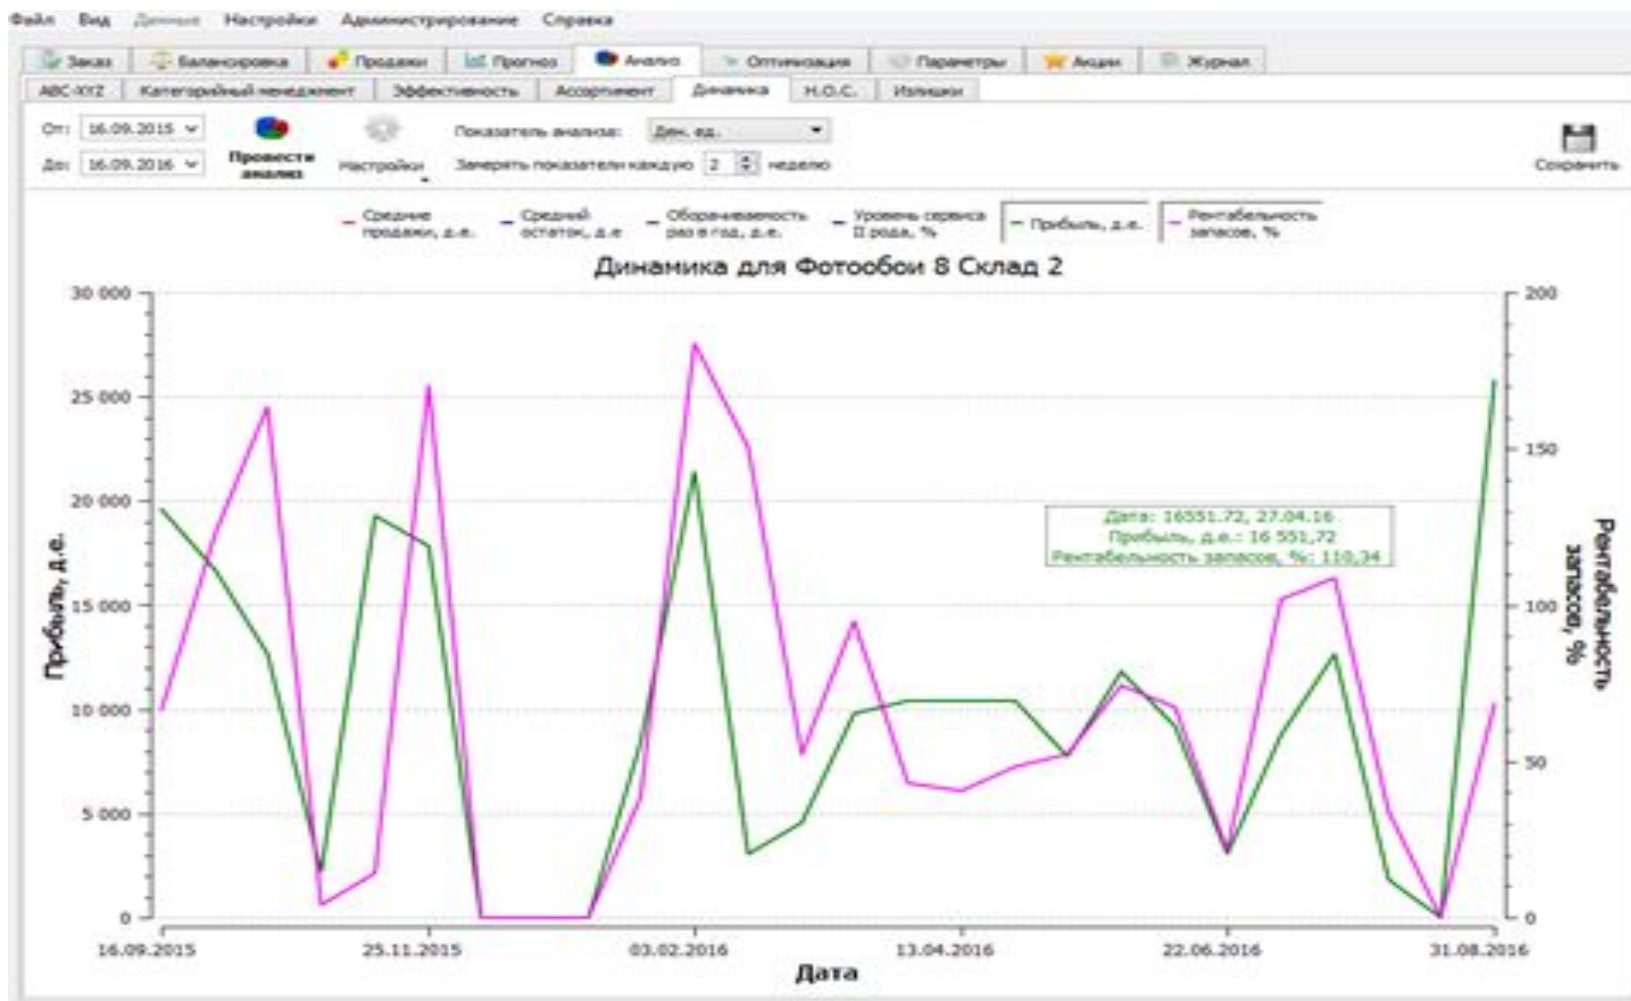 Файл Вид Данные Настройки Администрирование Справка
Заказ Балансировка Продажи Прогноз Анализ Оптимизация Параметры Акции Журнал
ABC-XYZ Категорийный менеджмент Эффективность Ассортимент Динамика Н.О.С. Излишки
От: 16.09.2015 Показатель анализа: Ден. ед.
До: 16.09.2016 Провести анализ Настройки Замерять показатели каждую 2 неделю Сохранить
Средние продажи, д.е. Средний остаток, д.е Оборачиваемость раз в год, д.е. Уровень сервиса II рода, % Прибыль, д.е. Рентабельность запасов, %
Динамика для Фотообои 8 Склад 2
30 000 200
25 000
150
20 000
Дата: 16551.72, 27.04.16
Прибыль, д.е.: 16 551,72
Рентабельность запасов, %: 110,34
Прибыль, д.е.
Рентабельность запасов, %
15 000 100
10 000
50
5 000
0 0
16.09.2015 25.11.2015 03.02.2016 13.04.2016 22.06.2016 31.08.2016
Дата